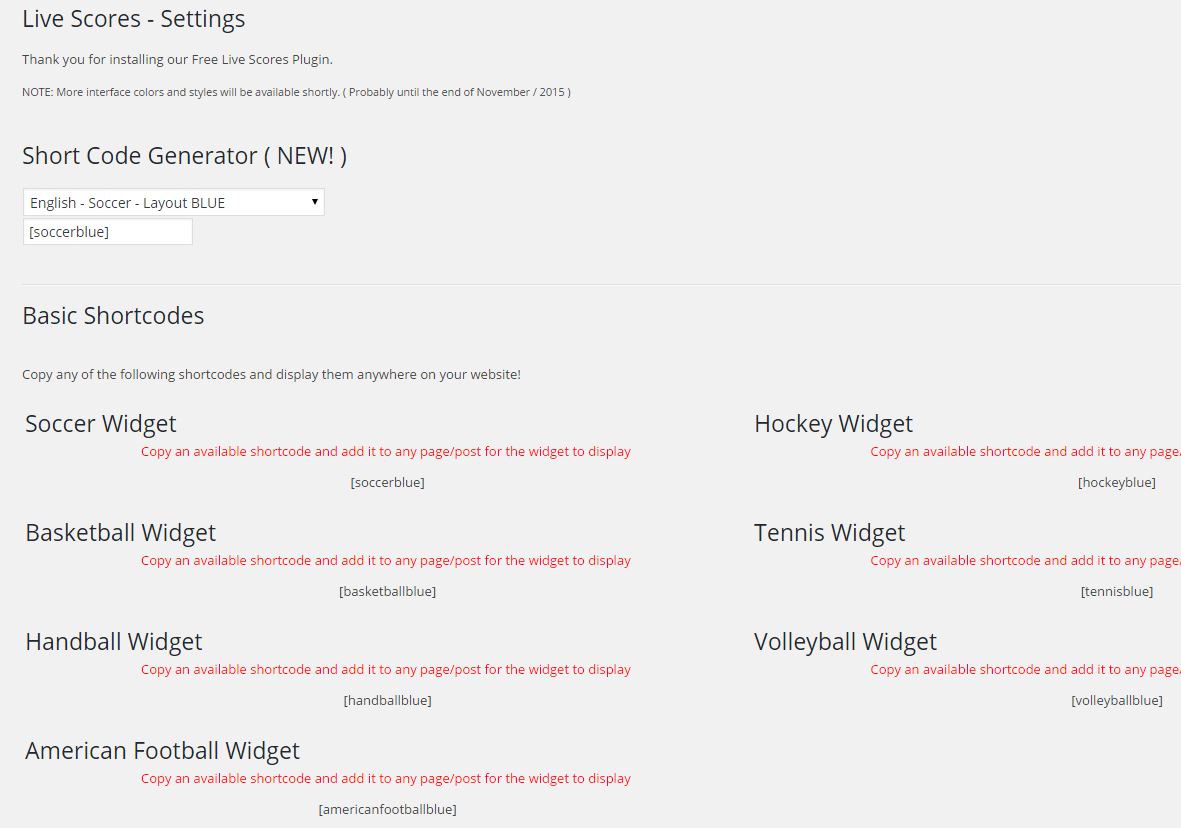 Live Scores - Settings
Thank you for installing our Free Live Scores Plugin.
NOTE: More interface colors and styles will be available shortly. ( Probably until the end of November / 2015 )
Short Code Generator ( NEW! )
English - Soccer - Layout BLUE
[soccerblue]
Basic Shortcodes
Copy any of the following shortcodes and display them anywhere on your website!
Soccer Widget
Copy an available shortcode and add it to any page/post for the widget to display
[soccerblue]
Hockey Widget
Copy an available shortcode and add it to any page/
[hockeyblue]
Basketball Widget
Copy an available shortcode and add it to any page/post for the widget to display
[basketballblue]
Tennis Widget
Copy an available shortcode and add it to any page/
[tennisblue]
Handball Widget
Copy an available shortcode and add it to any page/post for the widget to display
[handballblue]
Volleyball Widget
Copy an available shortcode and add it to any page/
[volleyballblue]
American Football Widget
Copy an available shortcode and add it to any page/post for the widget to display
[americanfootballblue]